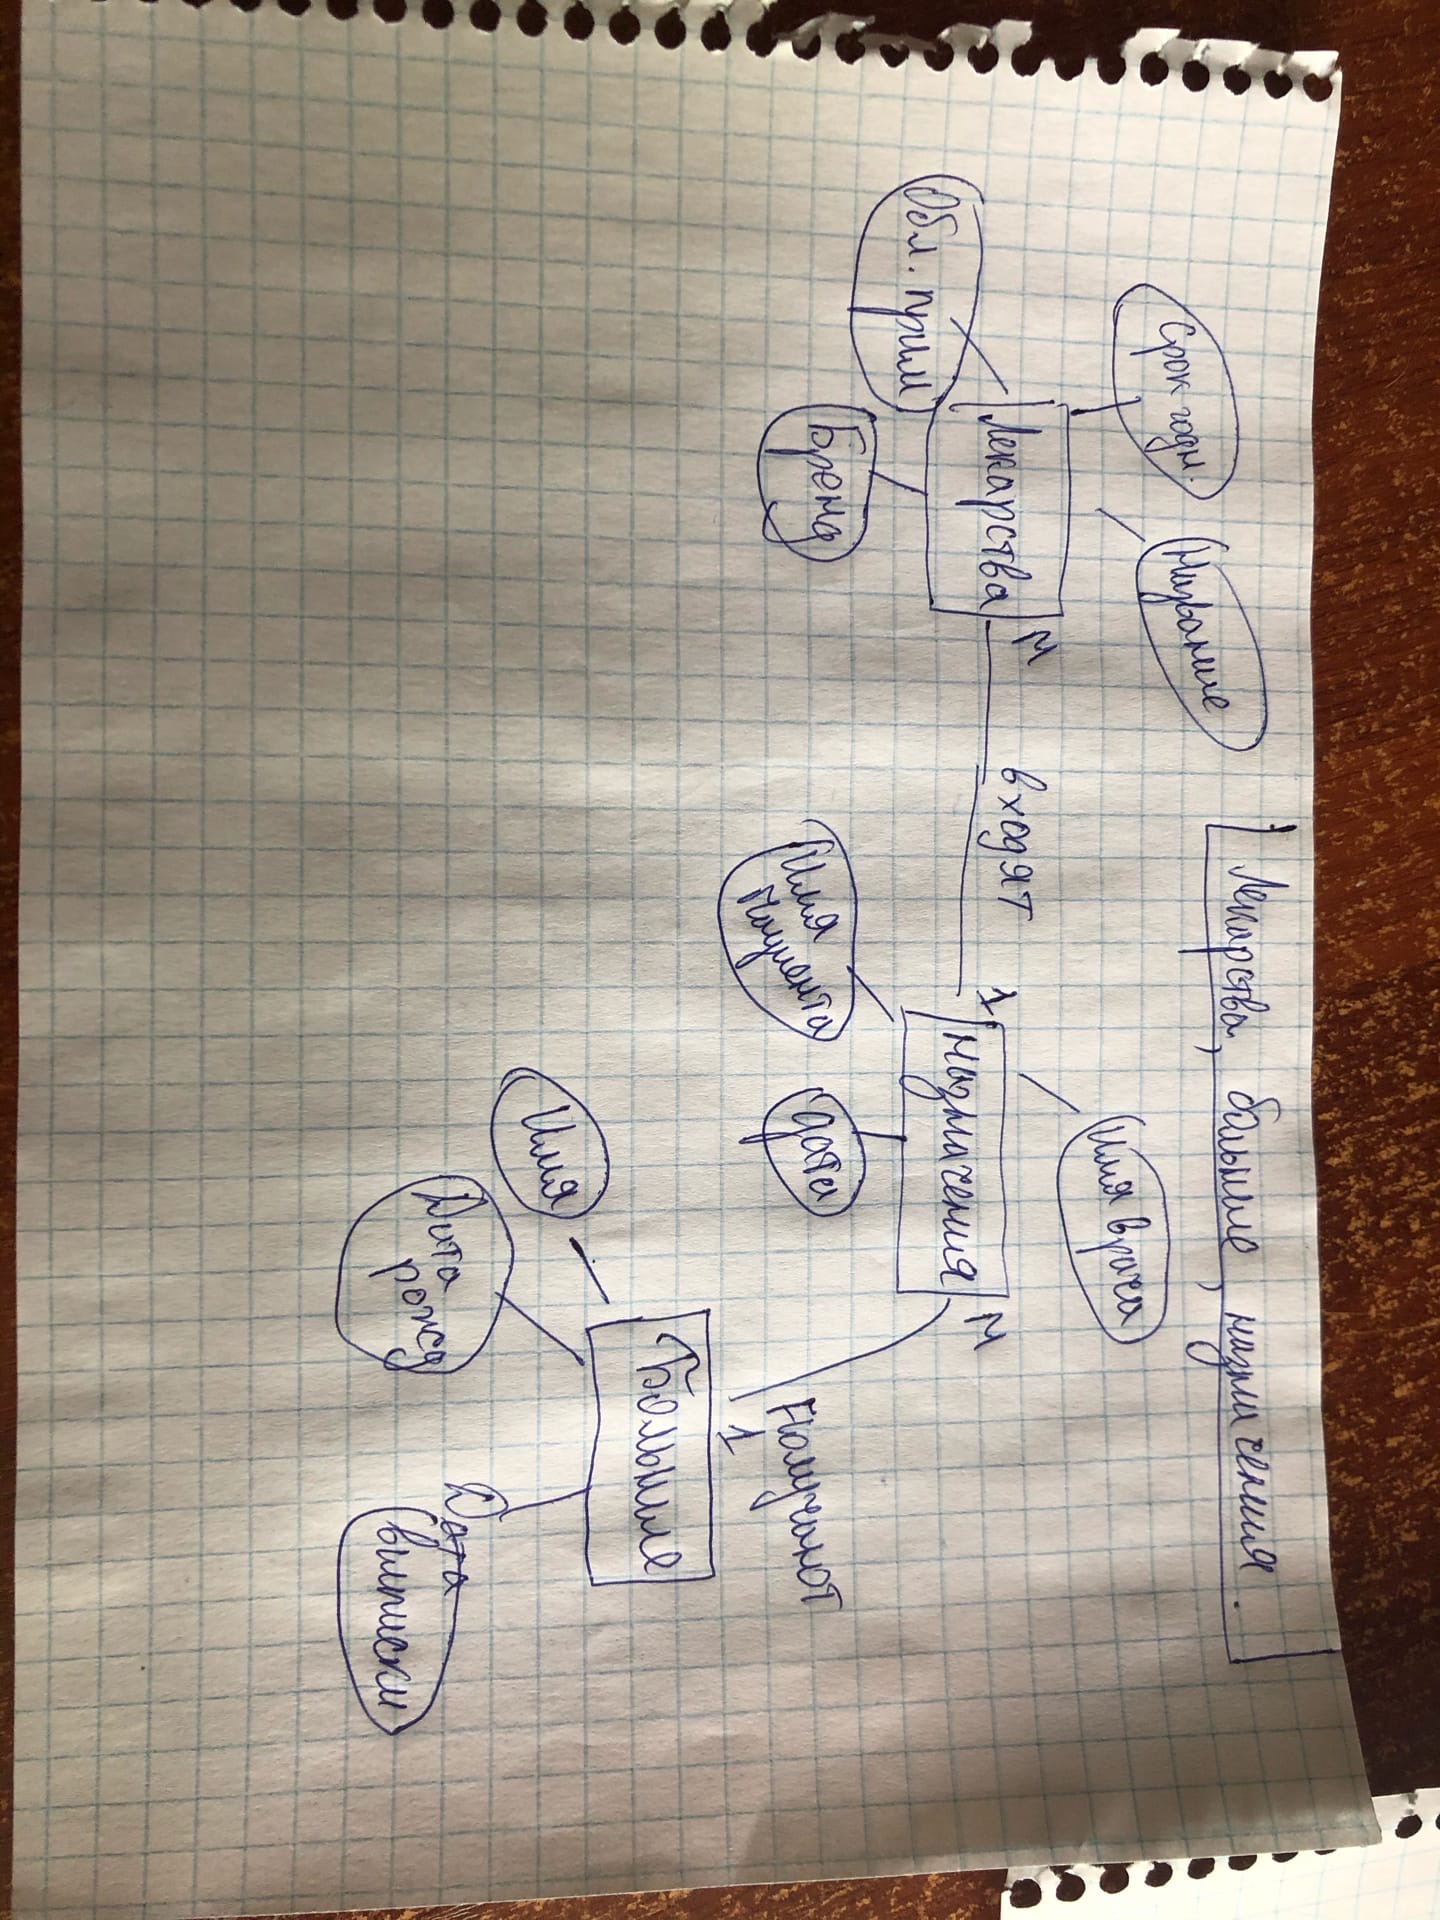 Лекарства, больные, назначения.
Срок годн.
Название
Обл. прим
Лекарства
М
входят
1
Бренд
Имя врача
Имя
пациента
Назначения
М
дата
Получают
1
Имя
Больные
Дата
рожд
Дата
выписки